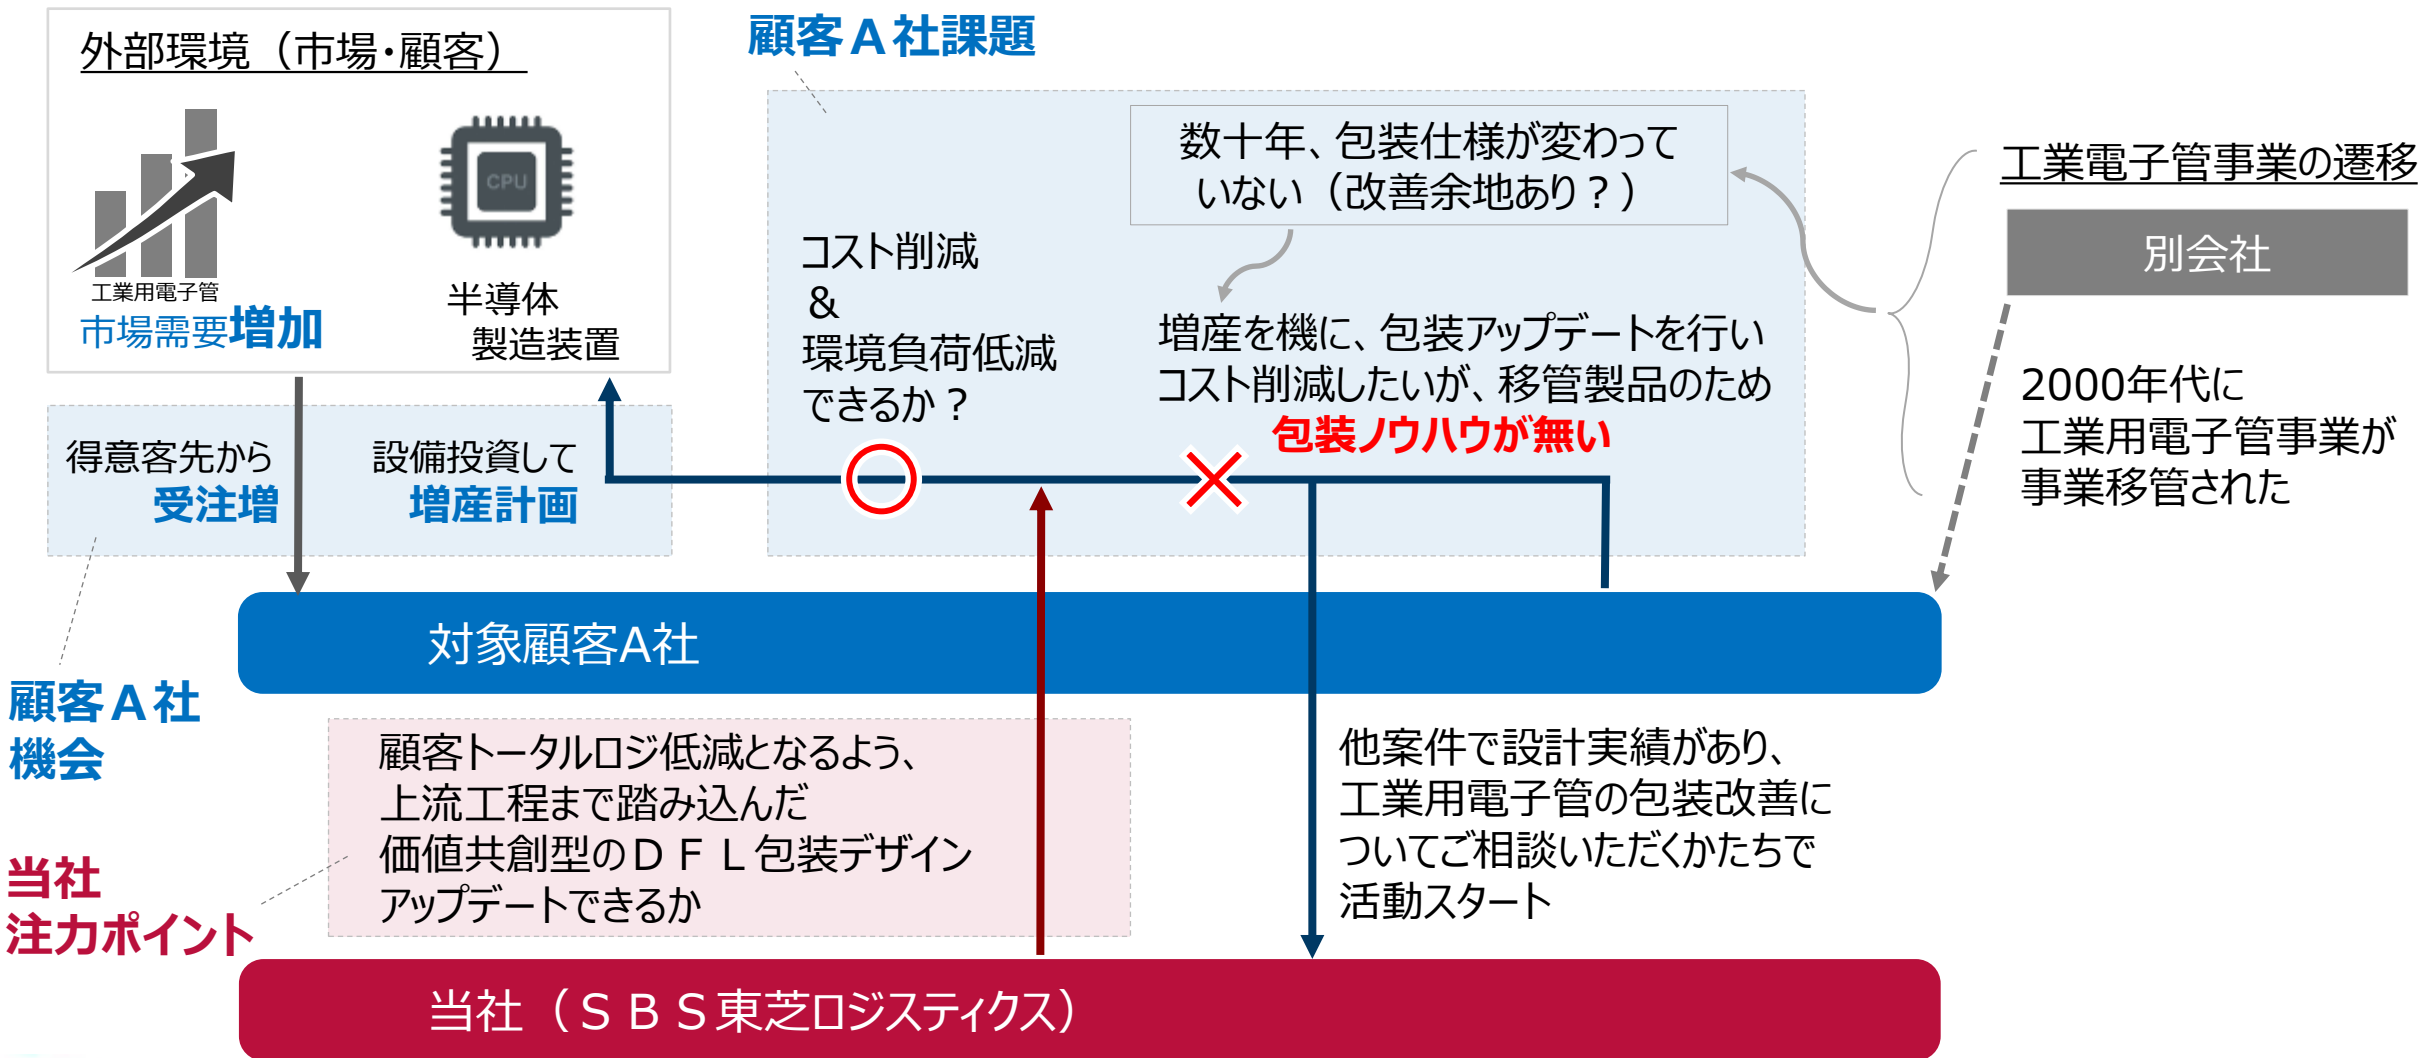 外部環境（市場・顧客）
CPU
工業用電子管
市場需要増加
半導体
製造装置
得意客先から
受注増
設備投資して
増産計画
顧客Ａ社課題
数十年、包装仕様が変わって
いない（改善余地あり？）
コスト削減
＆
環境負荷低減
できるか？
増産を機に、包装アップデートを行い
コスト削減したいが、移管製品のため
包装ノウハウが無い
工業電子管事業の遷移
別会社
2000年代に
工業用電子管事業が
事業移管された
対象顧客A社
顧客Ａ社
機会
顧客トータルロジ低減となるよう、
上流工程まで踏み込んだ
価値共創型のＤＦＬ包装デザイン
アップデートできるか
他案件で設計実績があり、
工業用電子管の包装改善に
ついてご相談いただくかたちで
活動スタート
当社
注力ポイント
当社（ＳＢＳ東芝ロジスティクス）